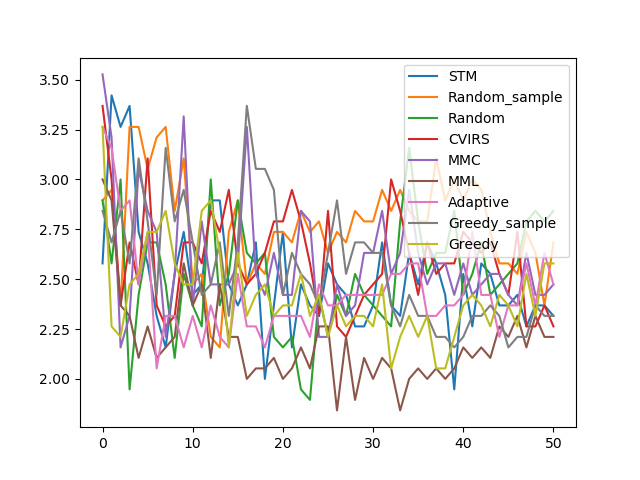 3.50
3.25
3.00
2.75
2.50
2.25
2.00
0
10
20
30
40
50
STM
Random_sample
Random
CVIRS
MMC
MML
Adaptive
Greedy_sample
Greedy